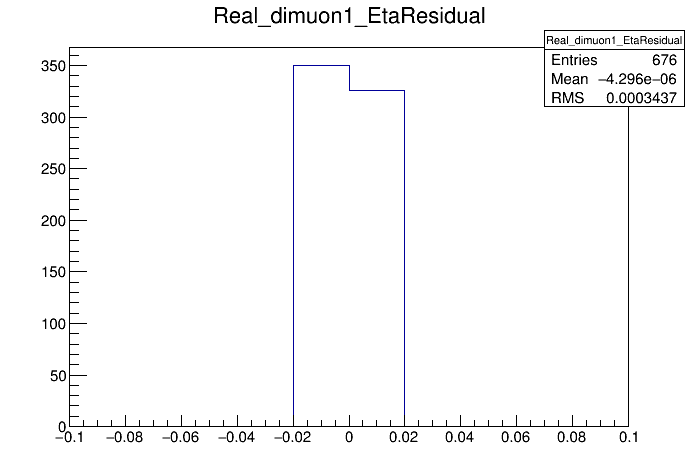 Real_dimuon1_EtaResidual
Real_dimuon1_EtaResidual
Entries 676
Mean −4.296e−06
RMS 0.0003437
350
300
250
200
150
100
50
0
−0.1 −0.08 −0.06 −0.04 −0.02 0 0.02 0.04 0.06 0.08 0.1